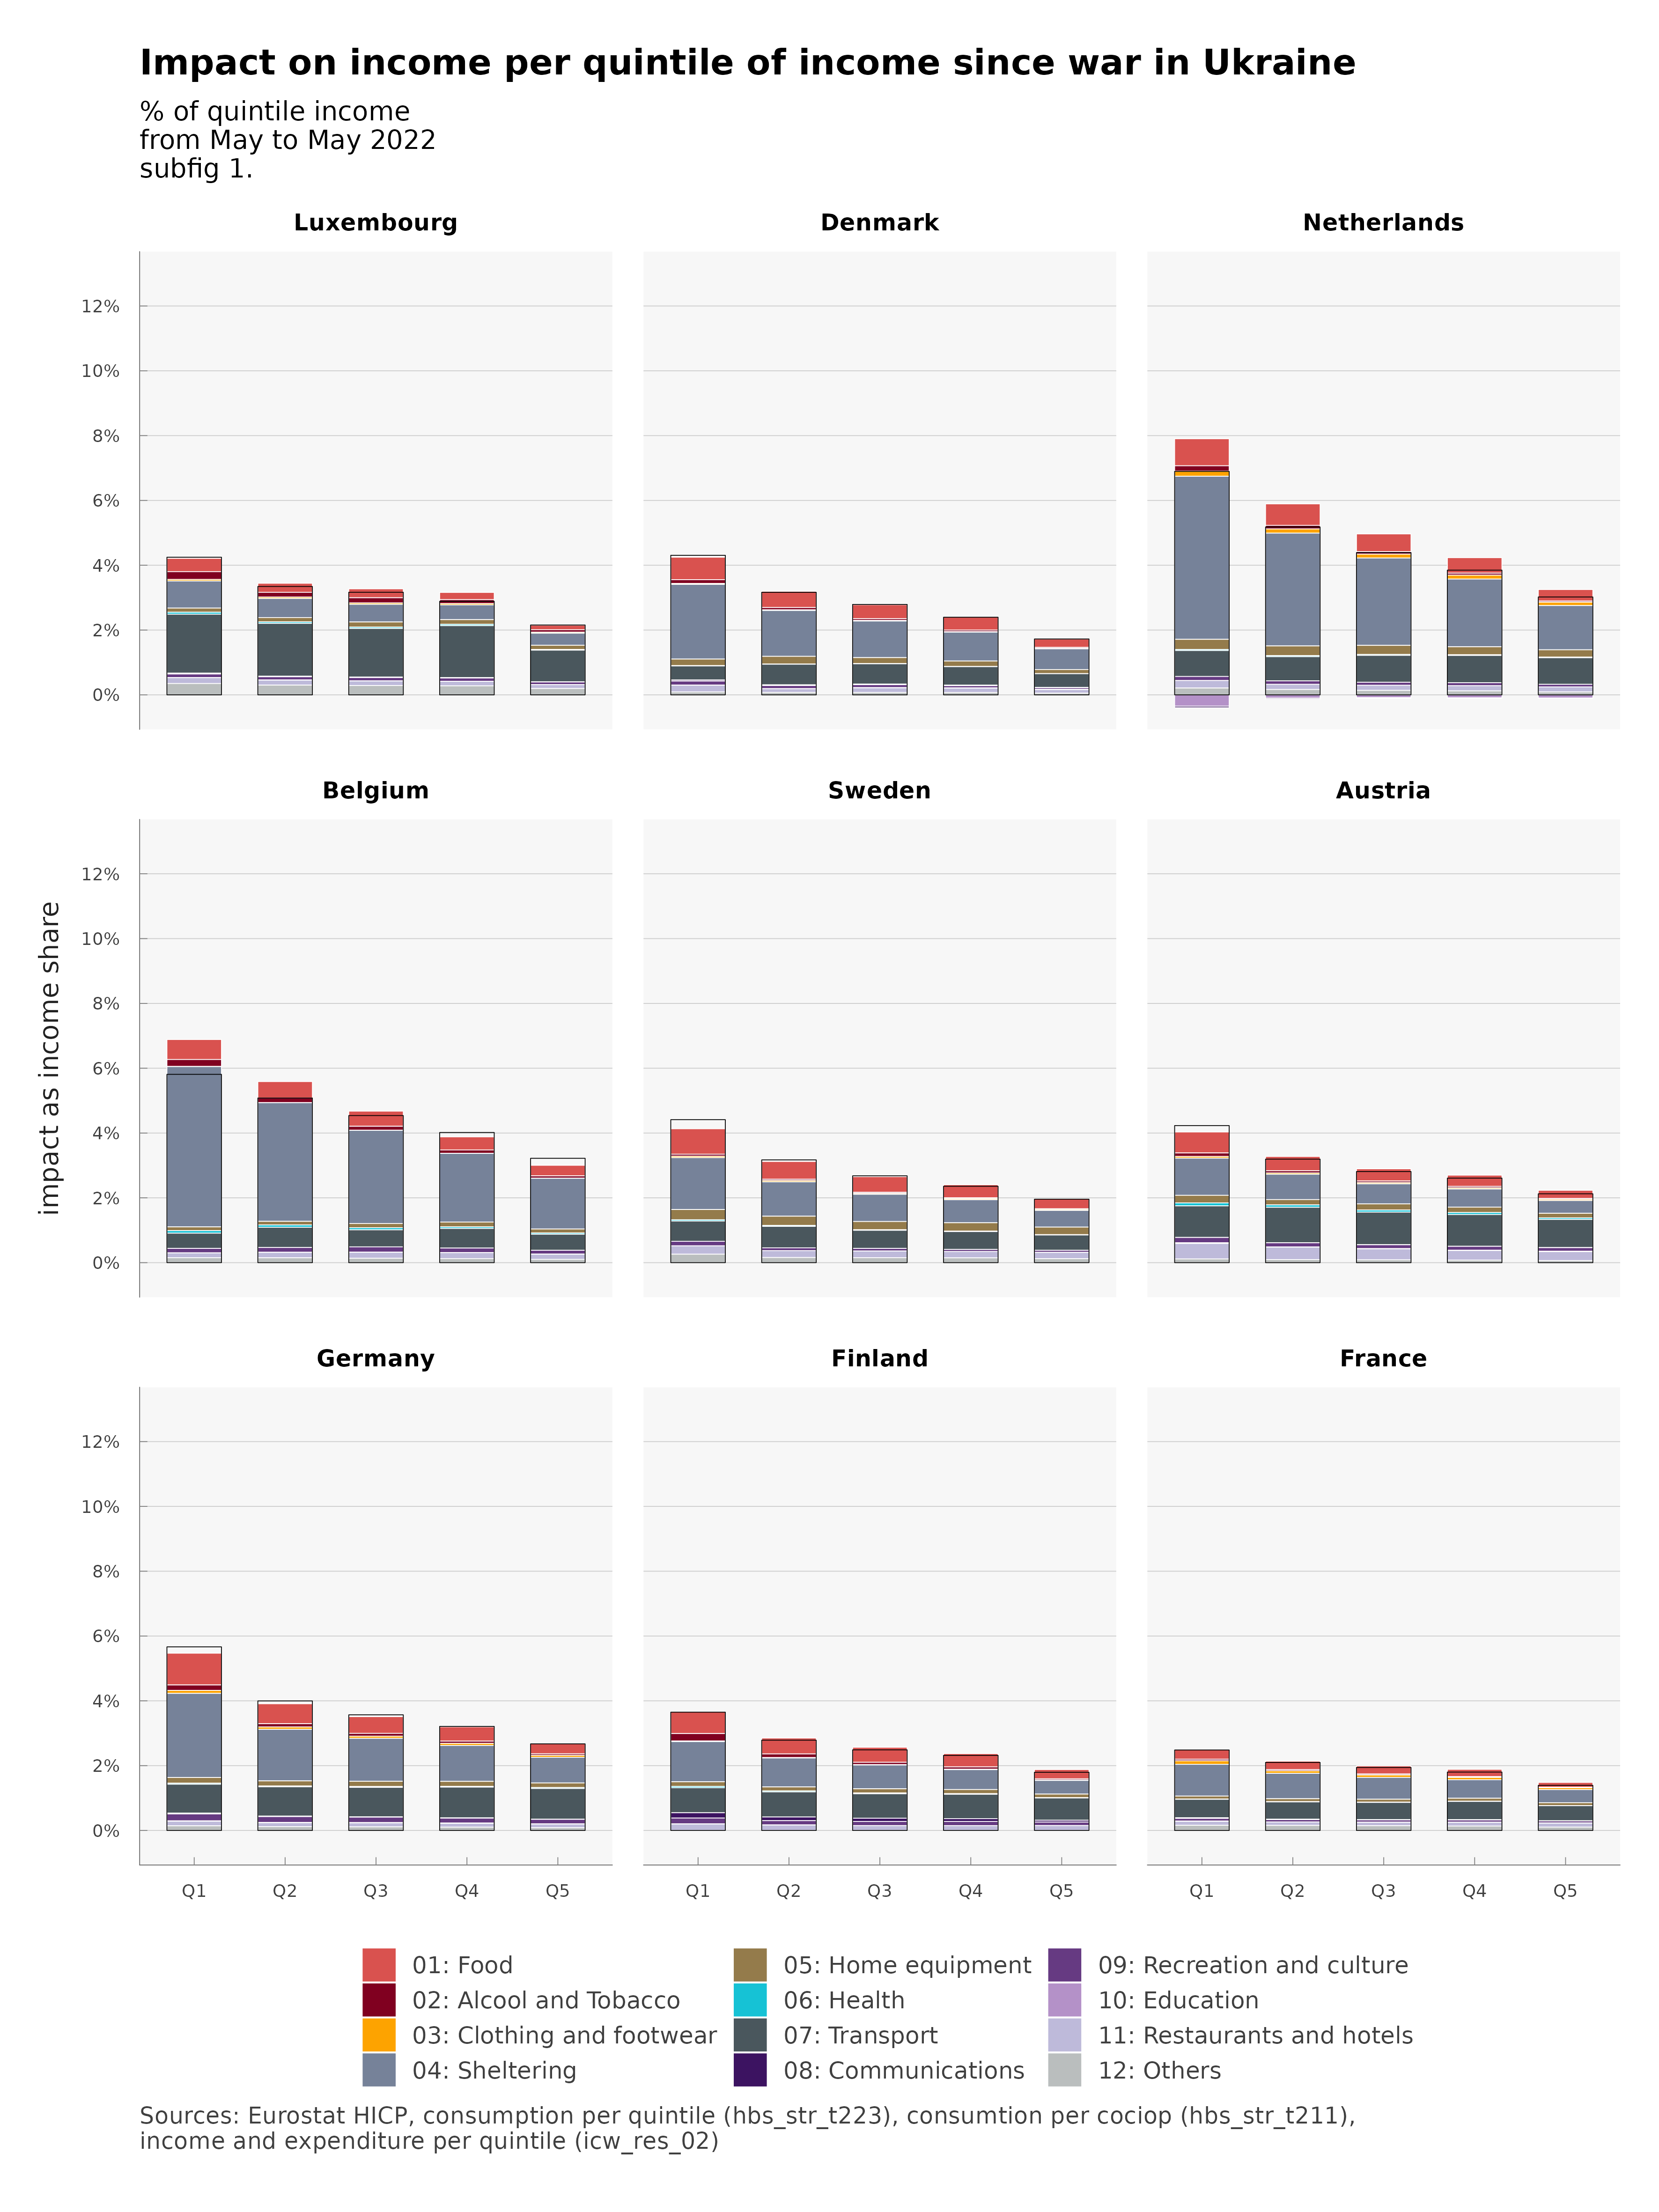 Impact on income per quintile of income since war in Ukraine
% of quintile income
from May to May 2022
subfig 1.
Luxembourg
Denmark
Netherlands
12%
10%
8%
6%
4%
2%
0%
Belgium
Sweden
Austria
impact as income share
12%
10%
8%
6%
4%
2%
0%
Germany
Finland
France
12%
10%
8%
6%
4%
2%
0%
Q1 Q2 Q3 Q4 Q5
Q1 Q2 Q3 Q4 Q5
Q1 Q2 Q3 Q4 Q5
01: Food
02: Alcool and Tobacco
03: Clothing and footwear
04: Sheltering
05: Home equipment
06: Health
07: Transport
08: Communications
09: Recreation and culture
10: Education
11: Restaurants and hotels
12: Others
Sources: Eurostat HICP, consumption per quintile (hbs_str_t223), consumtion per cociop (hbs_str_t211),
income and expenditure per quintile (icw_res_02)